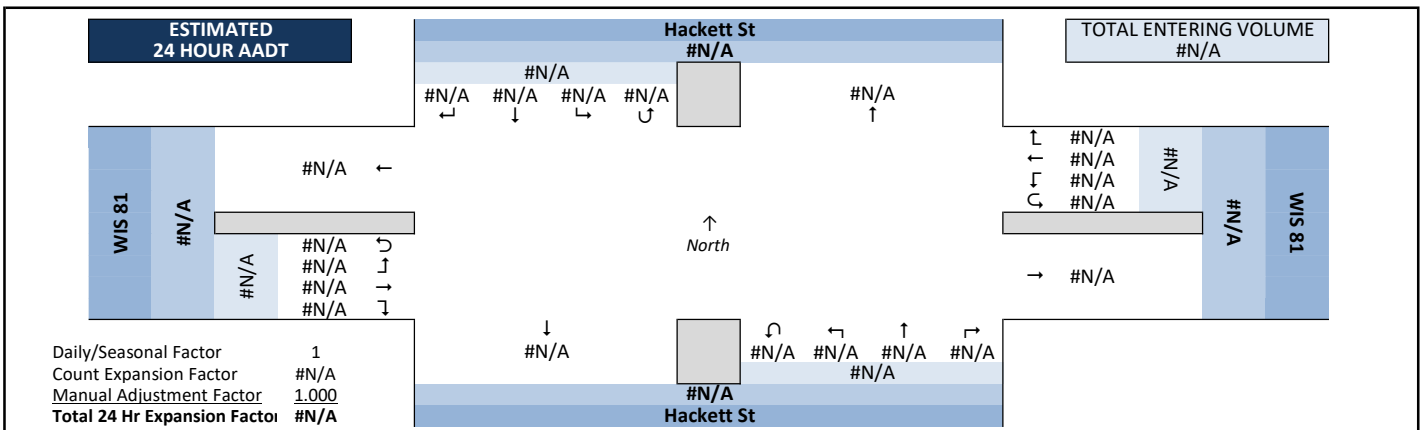 ESTIMATED
24 HOUR AADT
Hackett St
#N/A
TOTAL ENTERING VOLUME
#N/A
#N/A
#N/A #N/A #N/A #N/A
↵ ↓ ↳ ↺
#N/A
↑
WIS 81
#N/A
#N/A ←
#N/A
#N/A ⮌
#N/A ⮥
#N/A →
#N/A ⮧
↑
North
↰ #N/A
← #N/A
↲ #N/A
⮎ #N/A
#N/A
#N/A
WIS 81
→ #N/A
↓
#N/A
∩ ↰ ↑ ↱
#N/A #N/A #N/A #N/A
#N/A
#N/A
Hackett St
Daily/Seasonal Factor 1
Count Expansion Factor #N/A
Manual Adjustment Factor 1.000
Total 24 Hr Expansion Factor #N/A